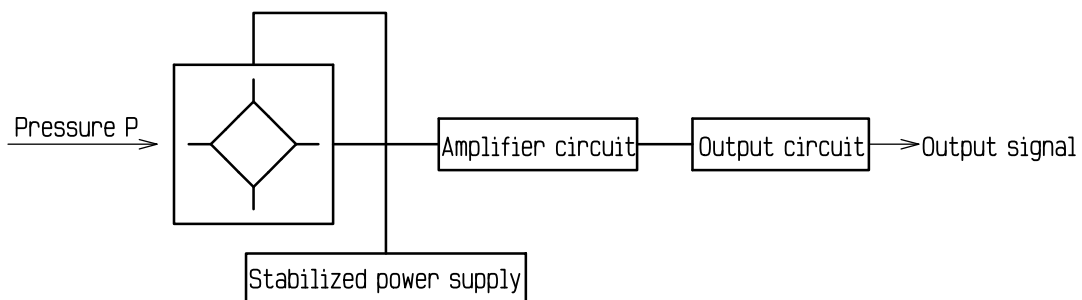 Pressure P
Amplifier circuit
Output circuit
Output signal
Stabilized power supply